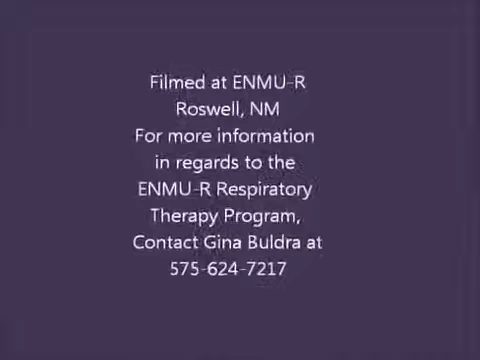 Filmed at ENMU-R
Roswell, NM
For more information
in regards to the
ENMU-R Respiratory
Therapy Program,
Contact Gina Buldra at
575-624-7217